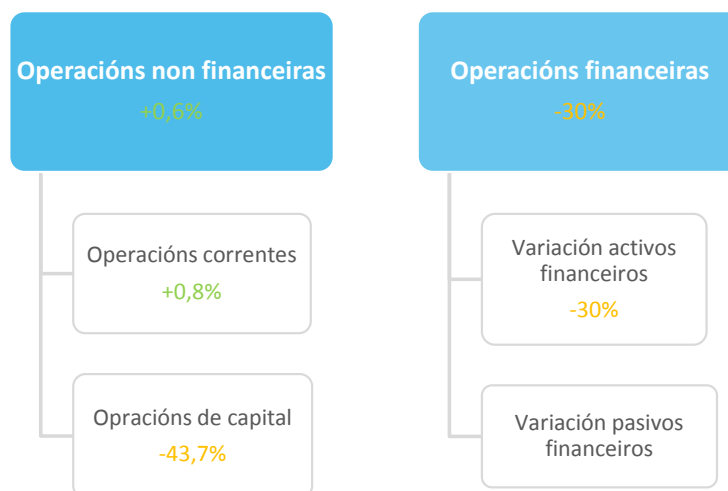 Operacións non financeiras
+0,6%
Operacións correntes
+0,8%
Opracións de capital
-43,7%
Operacións financeiras
-30%
Variación activos
financeiros
-30%
Variación pasivos
financeiros